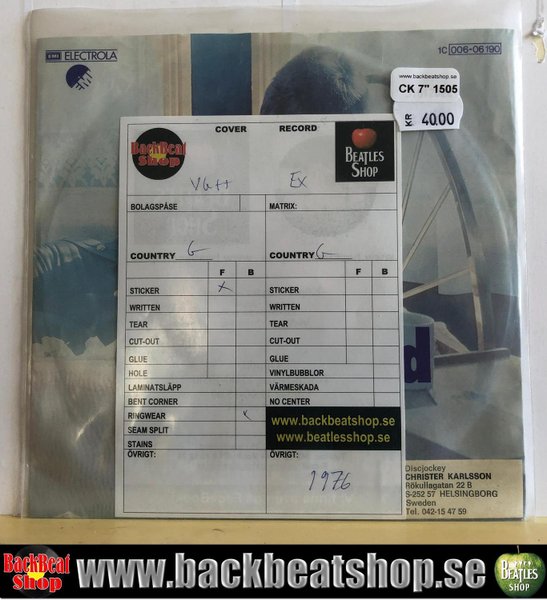 EMI ELECTROLA
EMI
1C 006-06190
www.backbeatshop.se
CK 7" 1505
KR 40.00
COVER RECORD
BackBeat Shop
BEATLES SHOP
VG++ Ex
BOLAGSPÅSE MATRIX:
COUNTRY G COUNTRY G
F B F B
STICKER x STICKER
WRITTEN WRITTEN
TEAR TEAR
CUT-OUT CUT-OUT
GLUE GLUE
HOLE VINYLBUBBLOR
LAMINATSLÄPP VÄRMESKADA
BENT CORNER NO CENTER
RINGWEAR x www.backbeatshop.se
SEAM SPLIT www.beatlesshop.se
STAINS
ÖVRIGT: ÖVRIGT:
1976
d
Discjockey
CHRISTER KARLSSON
Rökullagatan 22 B
S-252 57 HELSINGBORG
Sweden
Tel. 042-15 47 59
BackBeat Shop www.backbeatshop.se BEATLES SHOP